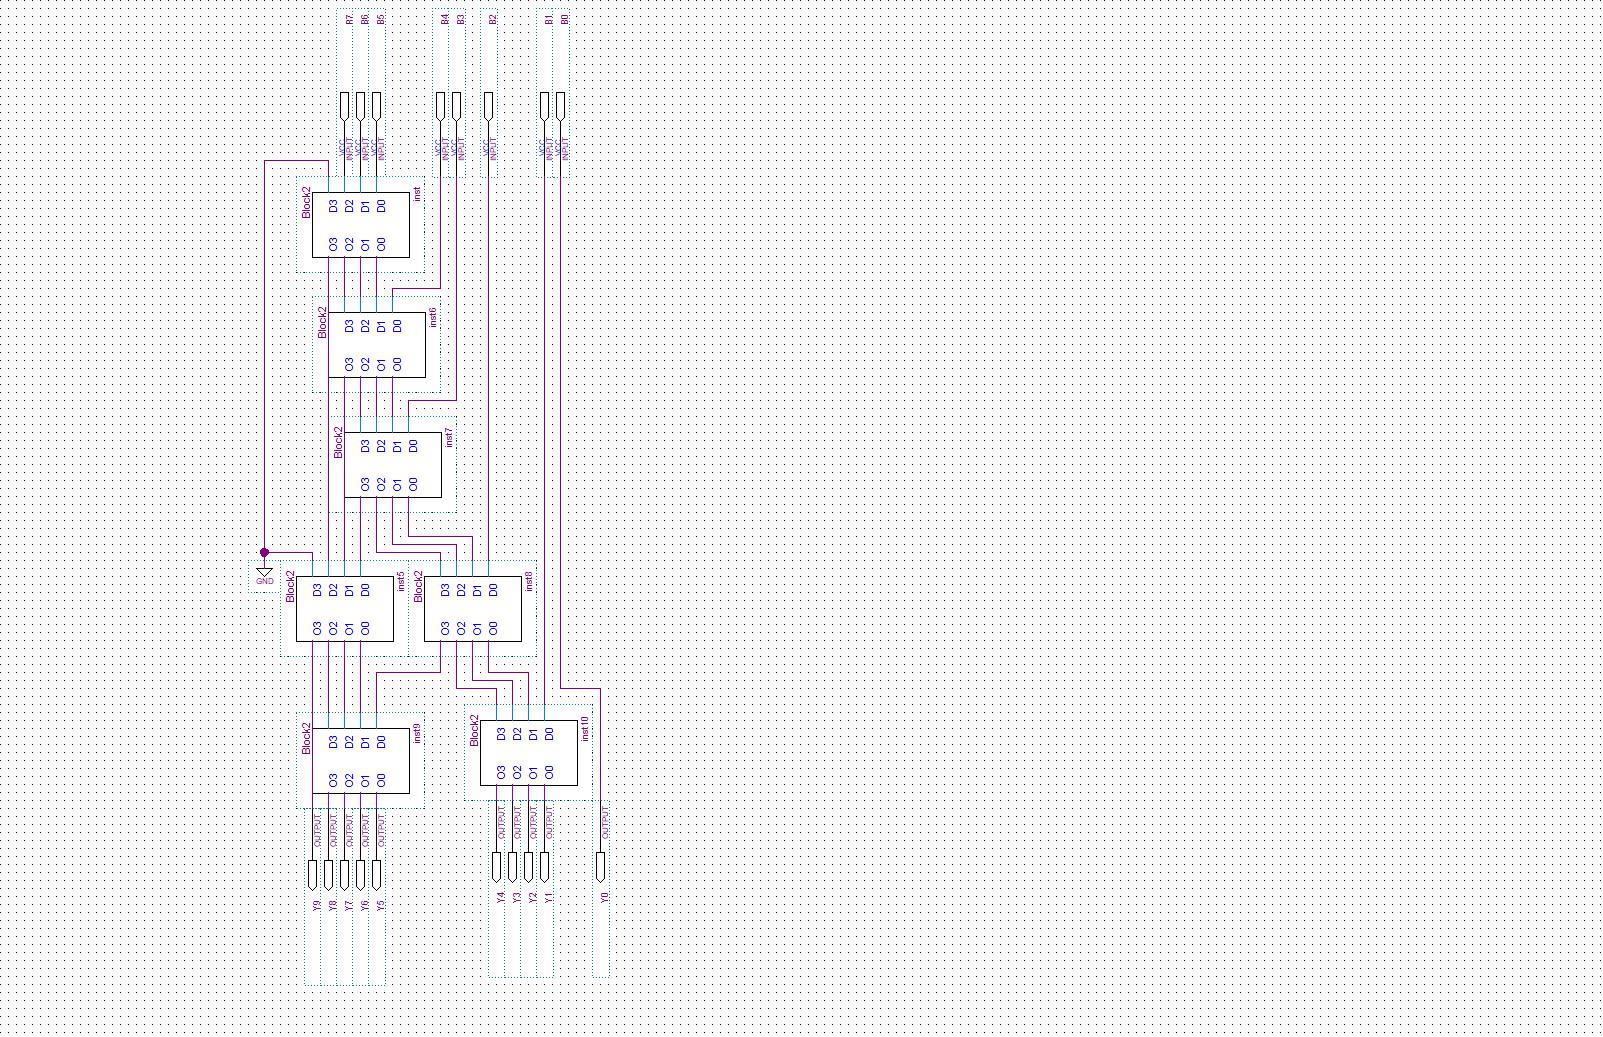 B7 B6 B5 B4 B3 B2 B1 B0
VCC INPUT VCC INPUT VCC INPUT VCC INPUT VCC INPUT VCC INPUT VCC INPUT VCC INPUT
Block2 inst
D3 D2 D1 D0
O3 O2 O1 O0
Block2 inst6
D3 D2 D1 D0
O3 O2 O1 O0
Block2 inst7
D3 D2 D1 D0
O3 O2 O1 O0
GND
Block2 inst5
D3 D2 D1 D0
O3 O2 O1 O0
Block2 inst8
D3 D2 D1 D0
O3 O2 O1 O0
Block2 inst9
D3 D2 D1 D0
O3 O2 O1 O0
Block2 inst10
D3 D2 D1 D0
O3 O2 O1 O0
OUTPUT OUTPUT OUTPUT OUTPUT OUTPUT OUTPUT OUTPUT OUTPUT OUTPUT OUTPUT
Y9 Y8 Y7 Y6 Y5 Y4 Y3 Y2 Y1 Y0